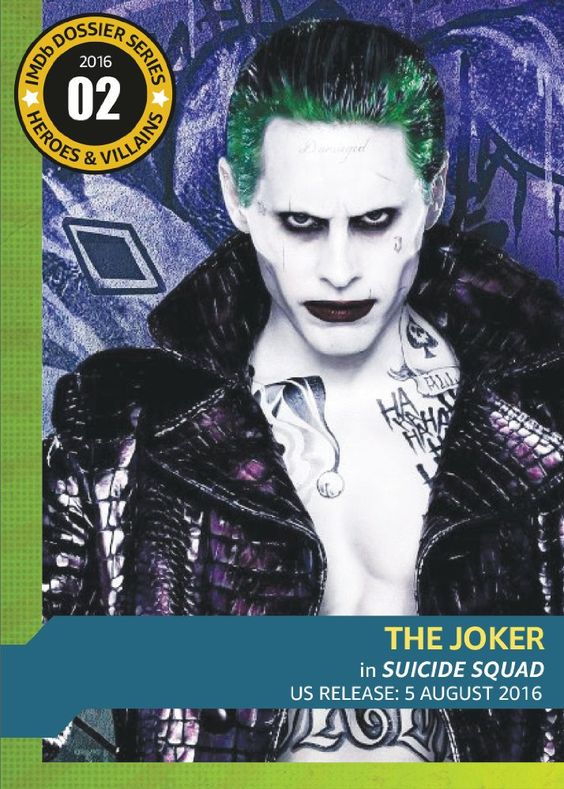 IMDb DOSSIER SERIES
2016
02
HEROES & VILLAINS
Damaged
HA
HAHA
THE JOKER
in SUICIDE SQUAD
US RELEASE: 5 AUGUST 2016